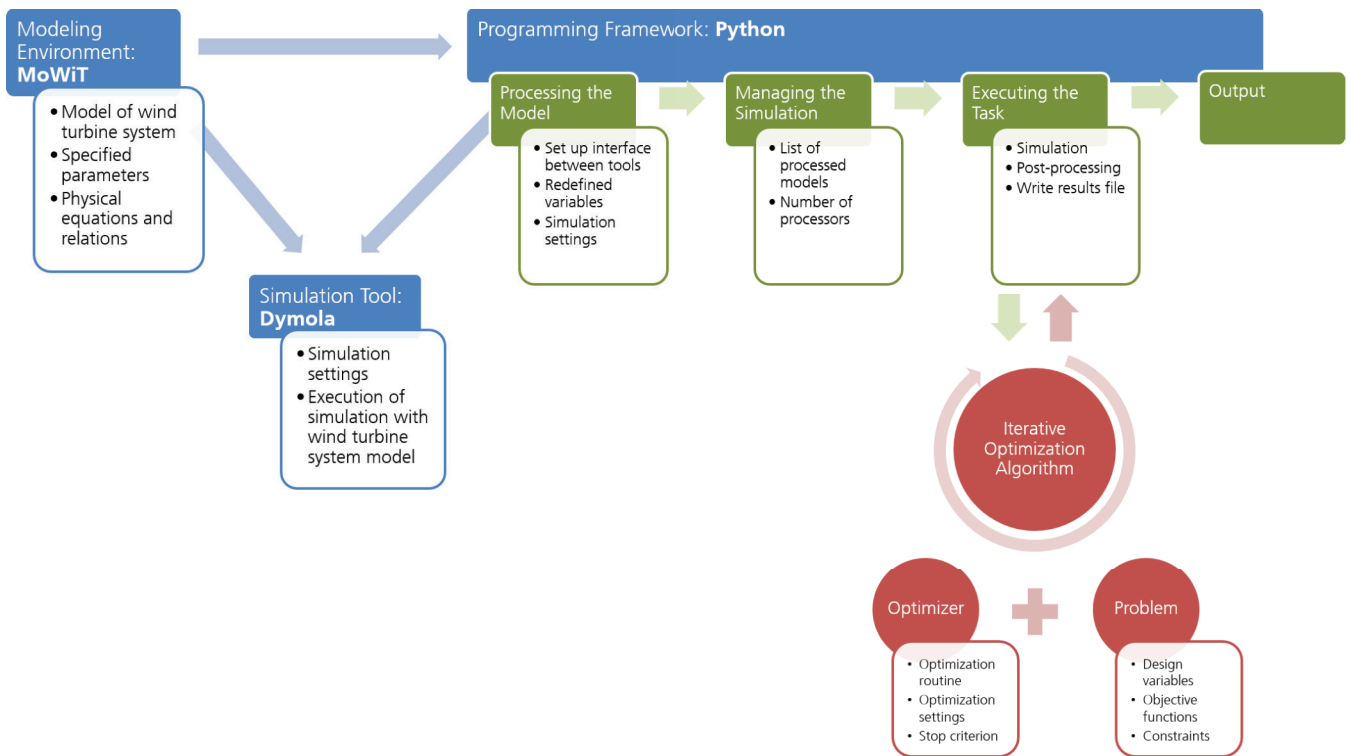 Modeling
Environment:
MoWiT
• Model of wind
turbine system
• Specified
parameters
• Physical
equations and
relations
Programming Framework: Python
Processing the
Model
• Set up interface
between tools
• Redefined
variables
• Simulation
settings
Managing the
Simulation
• List of
processed
models
• Number of
processors
Executing the
Task
• Simulation
• Post-processing
• Write results file
Output
Simulation Tool:
Dymola
• Simulation
settings
• Execution of
simulation with
wind turbine
system model
Iterative
Optimization
Algorithm
Optimizer
• Optimization
routine
• Optimization
settings
• Stop criterion
Problem
• Design
variables
• Objective
functions
• Constraints